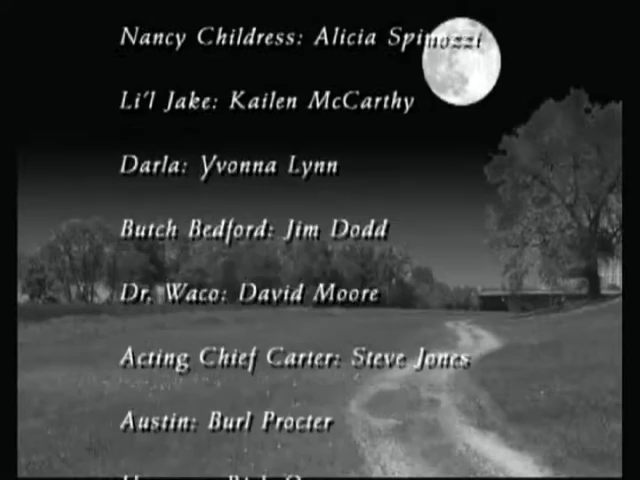 Nancy Childress: Alicia Spinozzi
Li'l Jake: Kailen McCarthy
Darla: Yvonna Lynn
Butch Bedford: Jim Dodd
Dr. Waco: David Moore
Acting Chief Carter: Steve Jones
Austin: Burl Procter